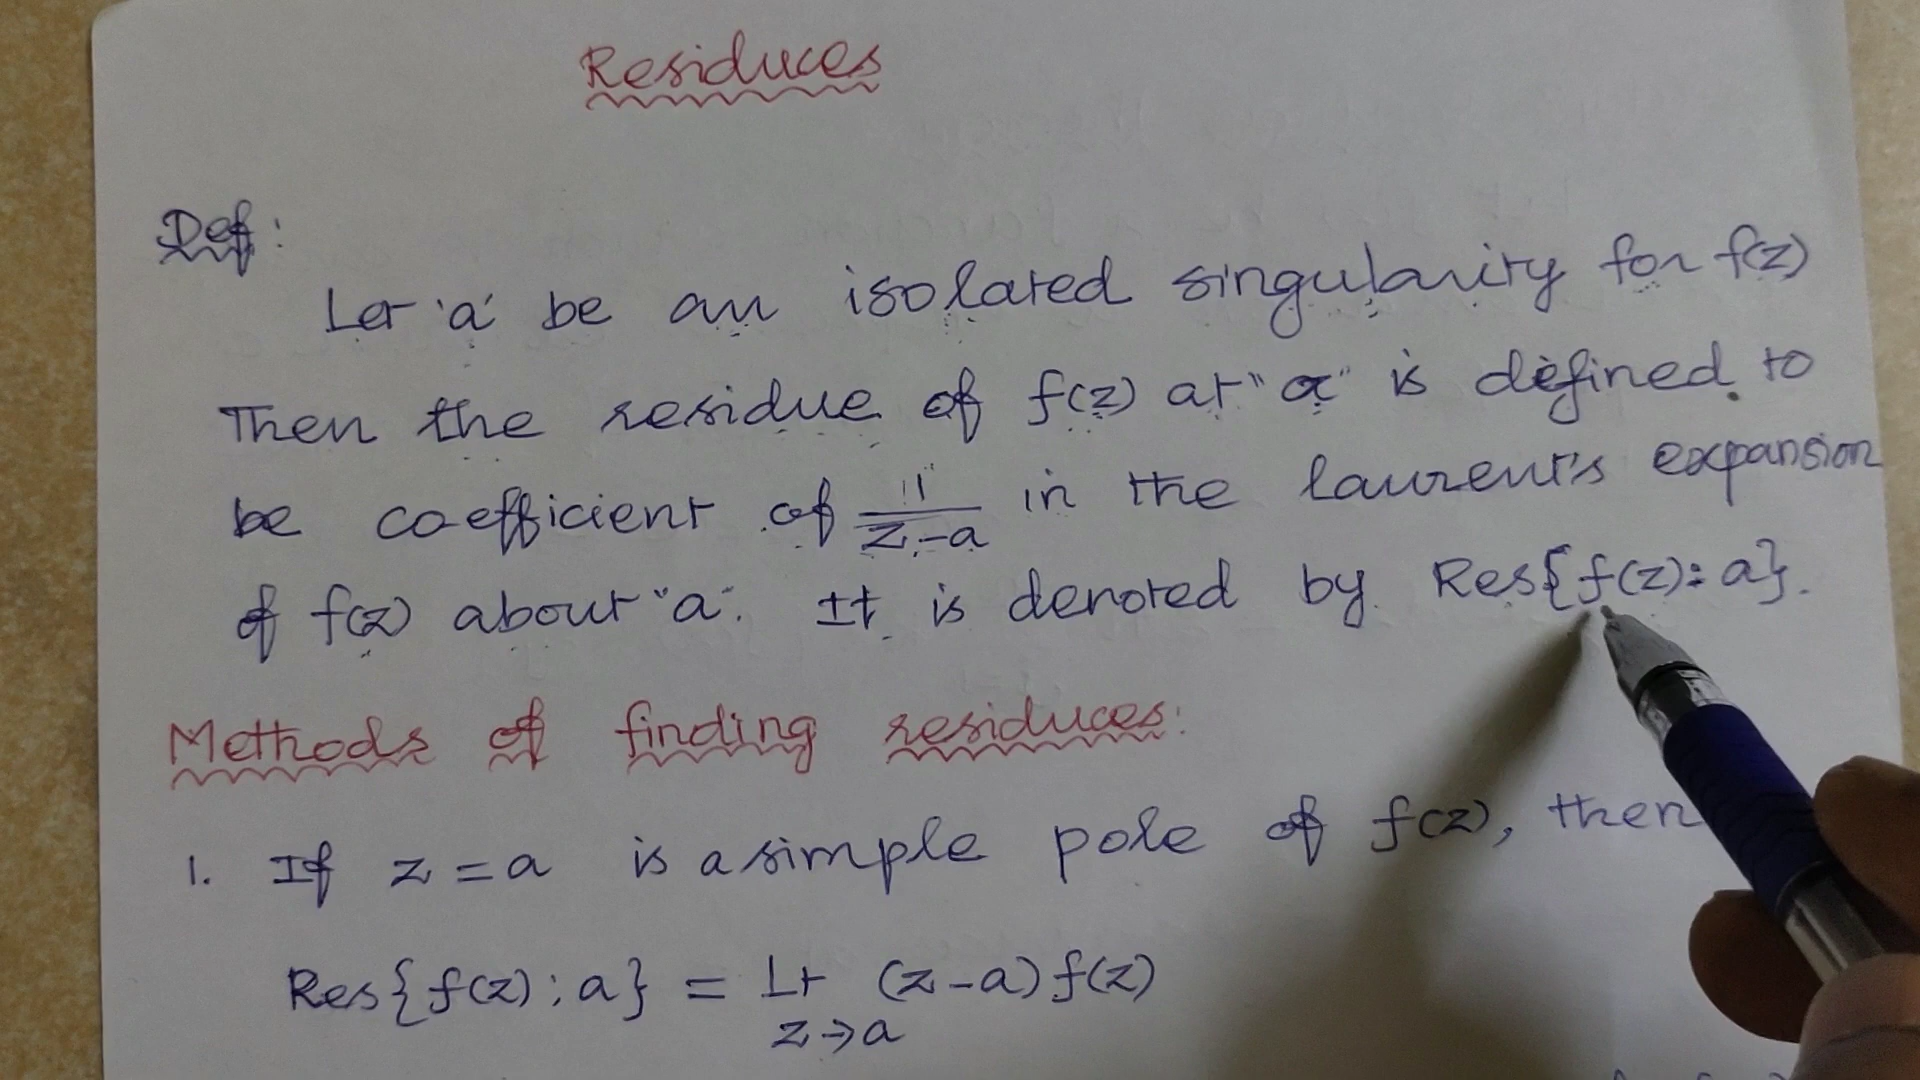 Residuces
Def:
Let 'a' be an isolated singularity for f(z)
Then the residue of f(z) at "a" is defined to
be coefficient of 1/z-a in the laurent's expansion
of f(z) about "a". It is denoted by Res{f(z): a}.
Methods of finding residuces:
1. If z = a is a simple pole of f(z), then
Res{f(z); a} = Lt (z-a) f(z)
z→a